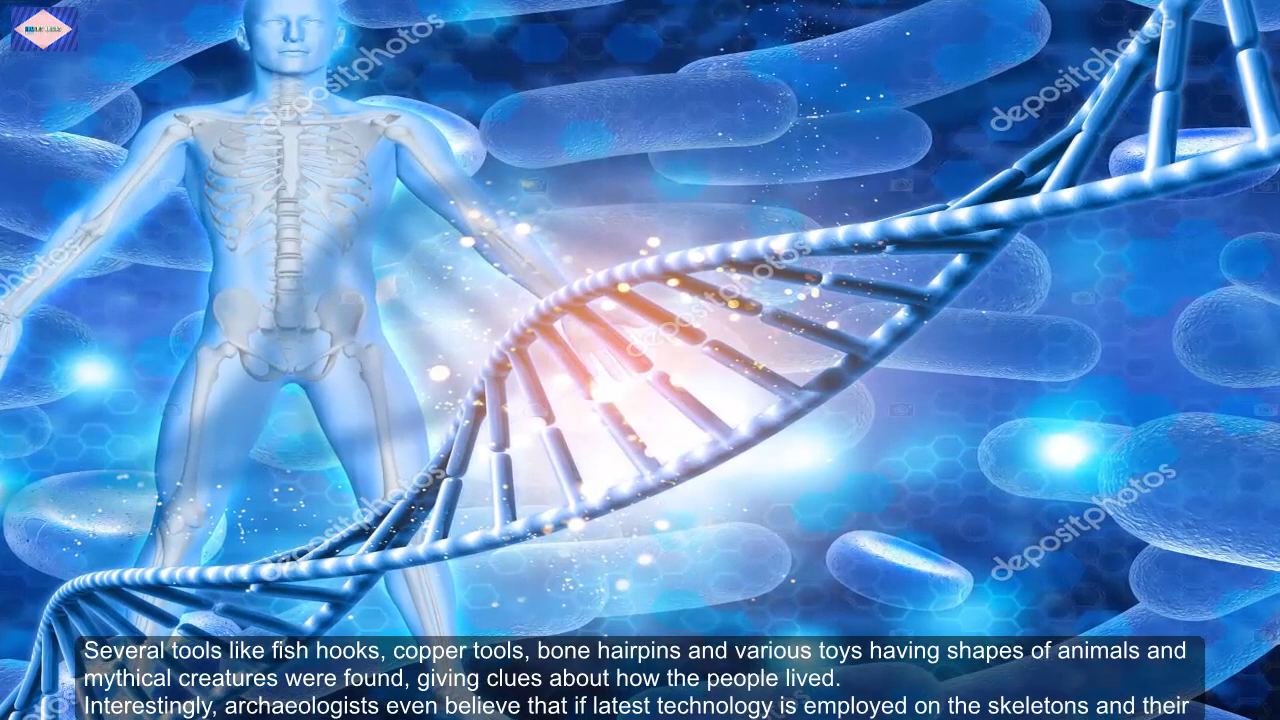 depositphotos
depositphotos
depositphotos
depositphotos
depositphotos
depositphotos
Several tools like fish hooks, copper tools, bone hairpins and various toys having shapes of animals and
mythical creatures were found, giving clues about how the people lived.
Interestingly, archaeologists even believe that if latest technology is employed on the skeletons and their